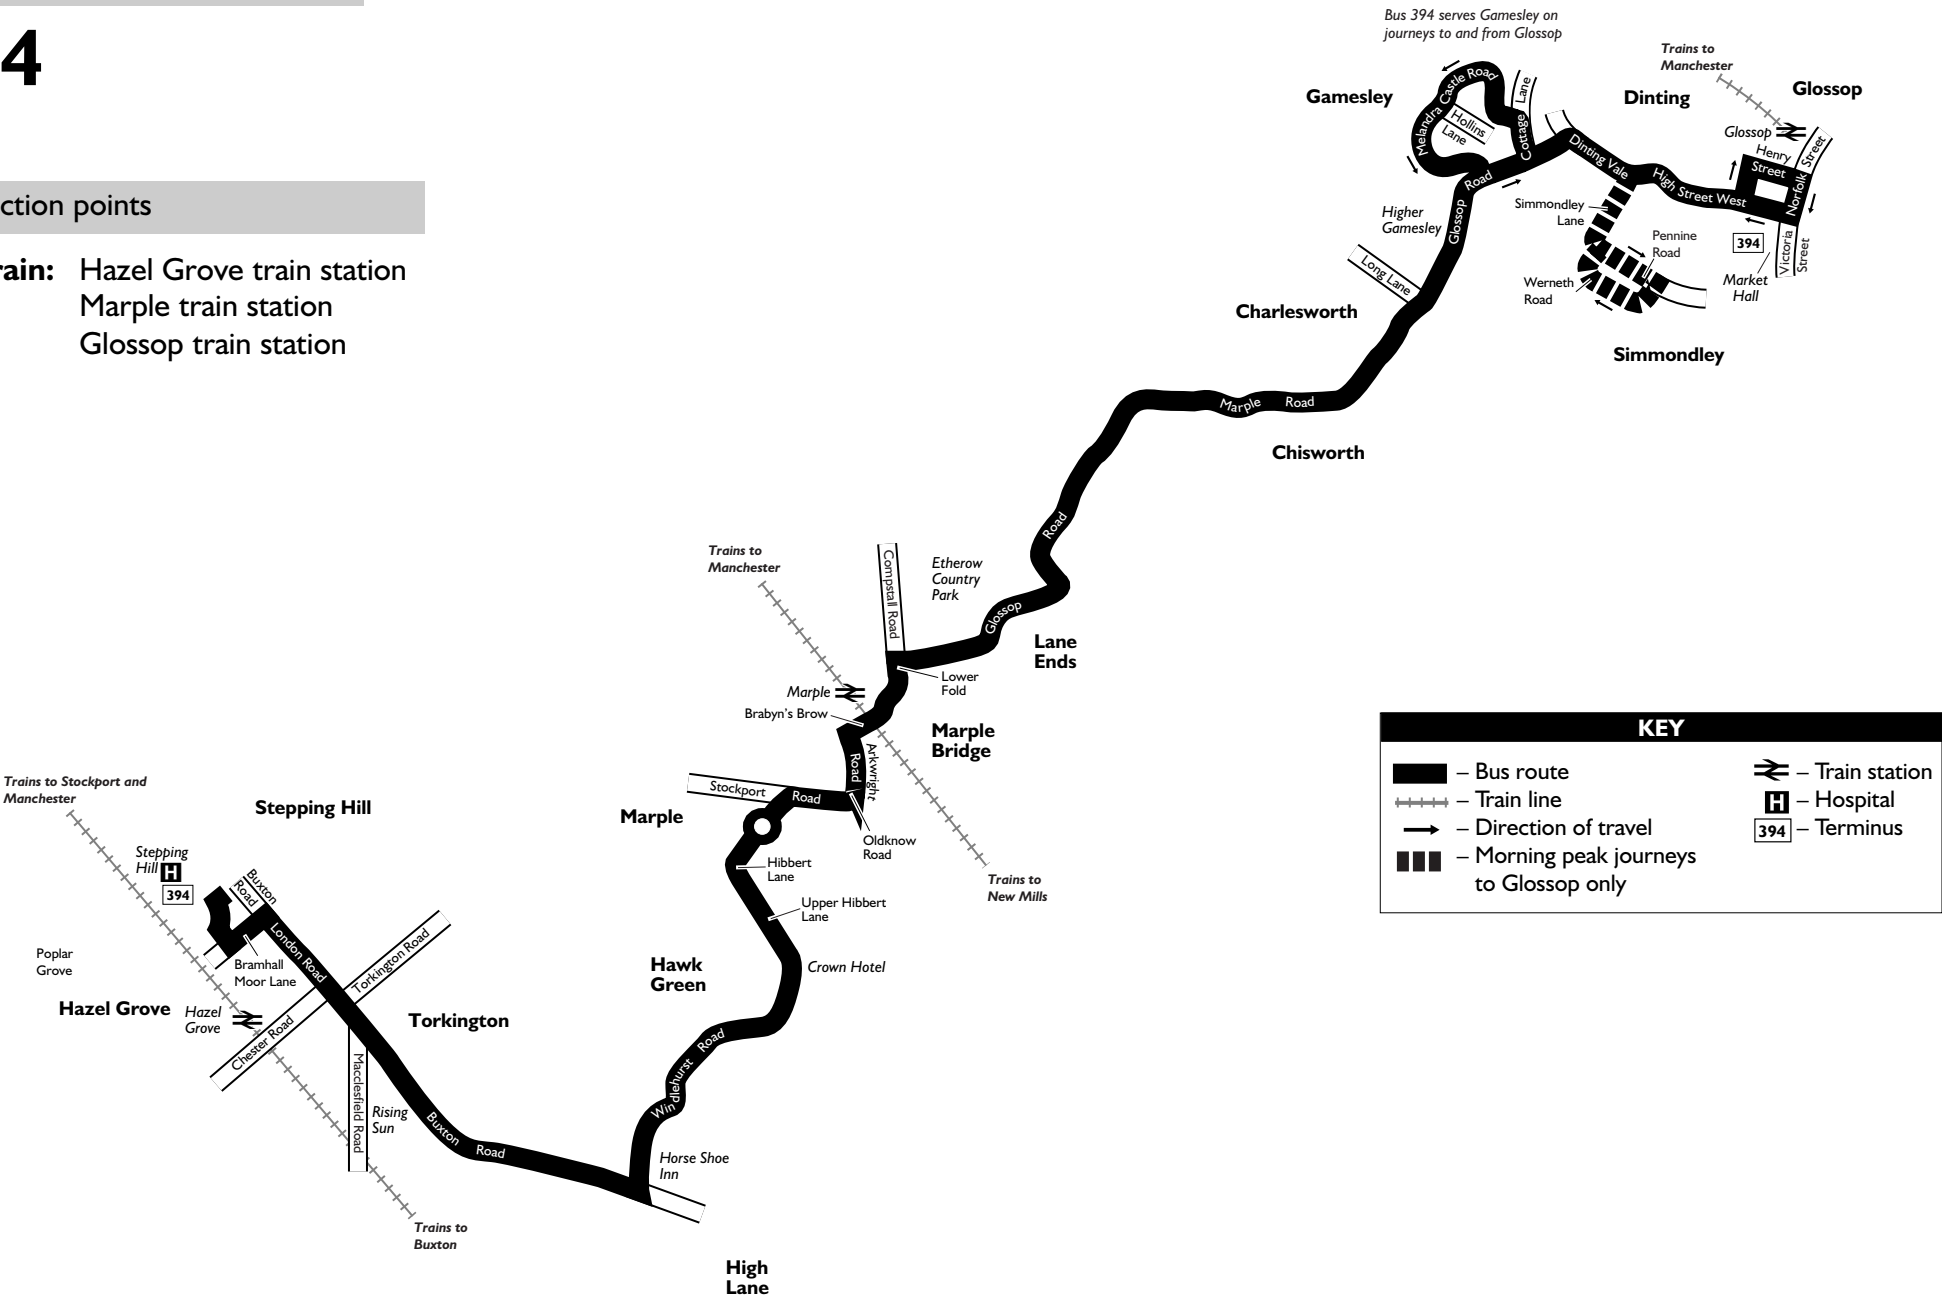 4
ction points
rain: Hazel Grove train station
Marple train station
Glossop train station
Bus 394 serves Gamesley on
journeys to and from Glossop
Trains to
Manchester
Glossop
Dinting
Gamesley
Glossop
Henry
Street
Norfolk
Street
Melandra Castle Road
Hollins
Lane
Cottage
Lane
Dinting Vale
High Street West
Simmondley
Lane
Pennine
Road
394
Victoria
Street
Market
Hall
Werneth
Road
Simmondley
Higher
Gamesley
Glossop Road
Long Lane
Charlesworth
Marple Road
Chisworth
Glossop Road
Trains to
Manchester
Compstall Road
Etherow
Country
Park
Lane
Ends
Lower
Fold
Marple
Brabyn's Brow
Marple
Bridge
Arkwright
Road
Stockport Road
Marple
Oldknow
Road
Hibbert
Lane
Trains to
New Mills
Upper Hibbert
Lane
Hawk
Green
Crown Hotel
Windlehurst Road
Horse Shoe
Inn
High
Lane
Trains to Stockport and
Manchester
Stepping Hill
Stepping
Hill H
394
Buxton
Road
London Road
Bramhall
Moor Lane
Poplar
Grove
Torkington Road
Hazel Grove
Hazel
Grove
Chester Road
Torkington
Macclesfield Road
Rising
Sun
Buxton Road
Trains to
Buxton
KEY
– Bus route
– Train line
– Direction of travel
– Morning peak journeys
to Glossop only
– Train station
H – Hospital
394 – Terminus